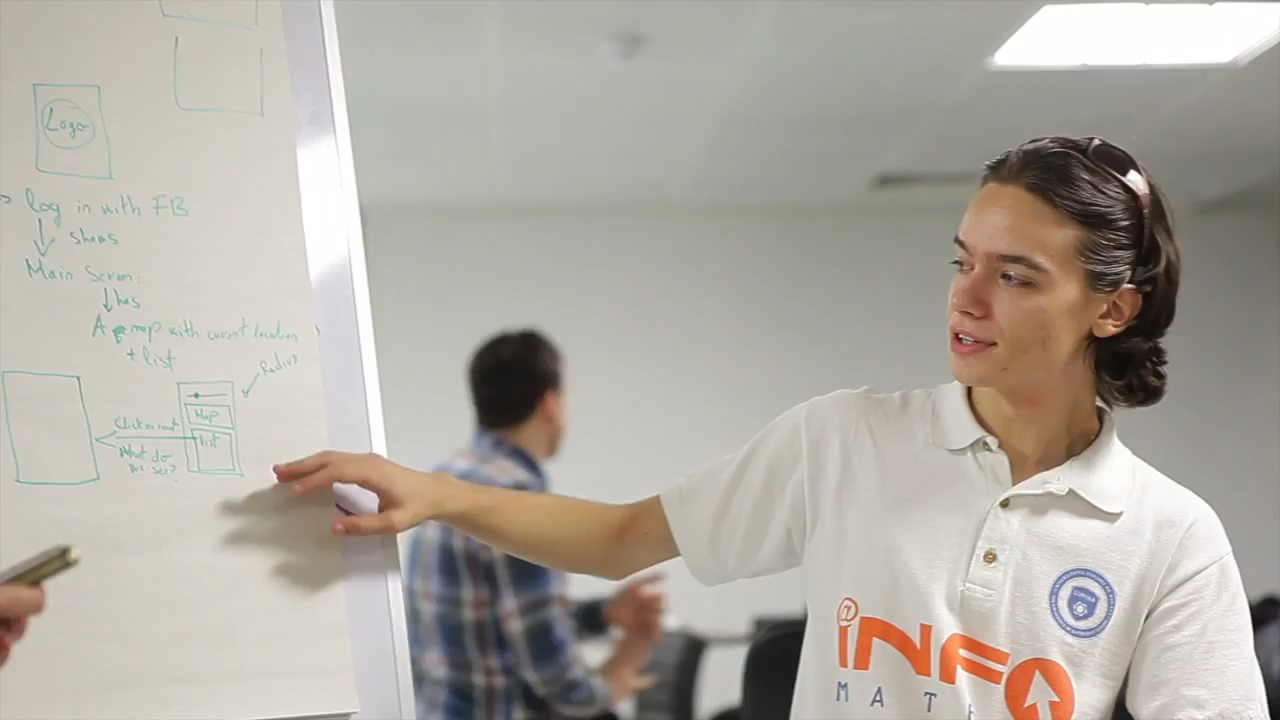 Logo
Log in with FB
shows
Main Screen:
has
A map with current location
+ list
Radius
Map
list
Click on event
What do
we see?
@
INFO
MAT